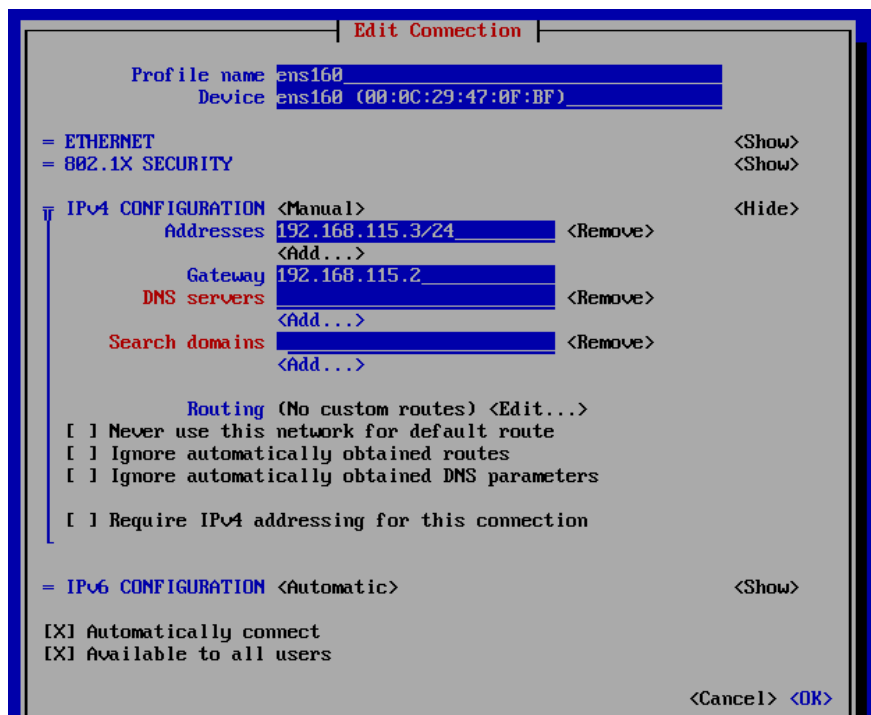 Edit Connection
Profile name ens160
Device ens160 (00:0C:29:47:0F:BF)
= ETHERNET <Show>
= 802.1X SECURITY <Show>
IPv4 CONFIGURATION <Manual> <Hide>
Addresses 192.168.115.3/24 <Remove>
<Add...>
Gateway 192.168.115.2
DNS servers <Remove>
<Add...>
Search domains <Remove>
<Add...>
Routing (No custom routes) <Edit...>
[ ] Never use this network for default route
[ ] Ignore automatically obtained routes
[ ] Ignore automatically obtained DNS parameters
[ ] Require IPv4 addressing for this connection
= IPv6 CONFIGURATION <Automatic> <Show>
[X] Automatically connect
[X] Available to all users
<Cancel> <OK>